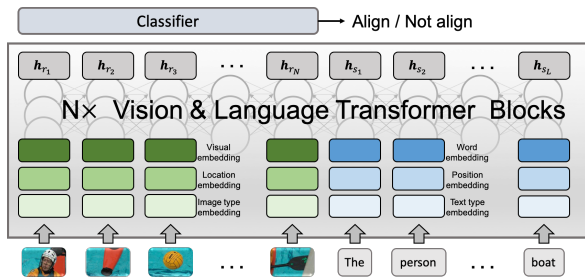 Classifier
Align / Not align
h_{r_1} h_{r_2} h_{r_3} ... h_{r_N} h_{s_1} h_{s_2} ... h_{s_L}
N× Vision & Language Transformer Blocks
Visual embedding
Word embedding
Location embedding
Position embedding
Image type embedding
Text type embedding
... The person ... boat